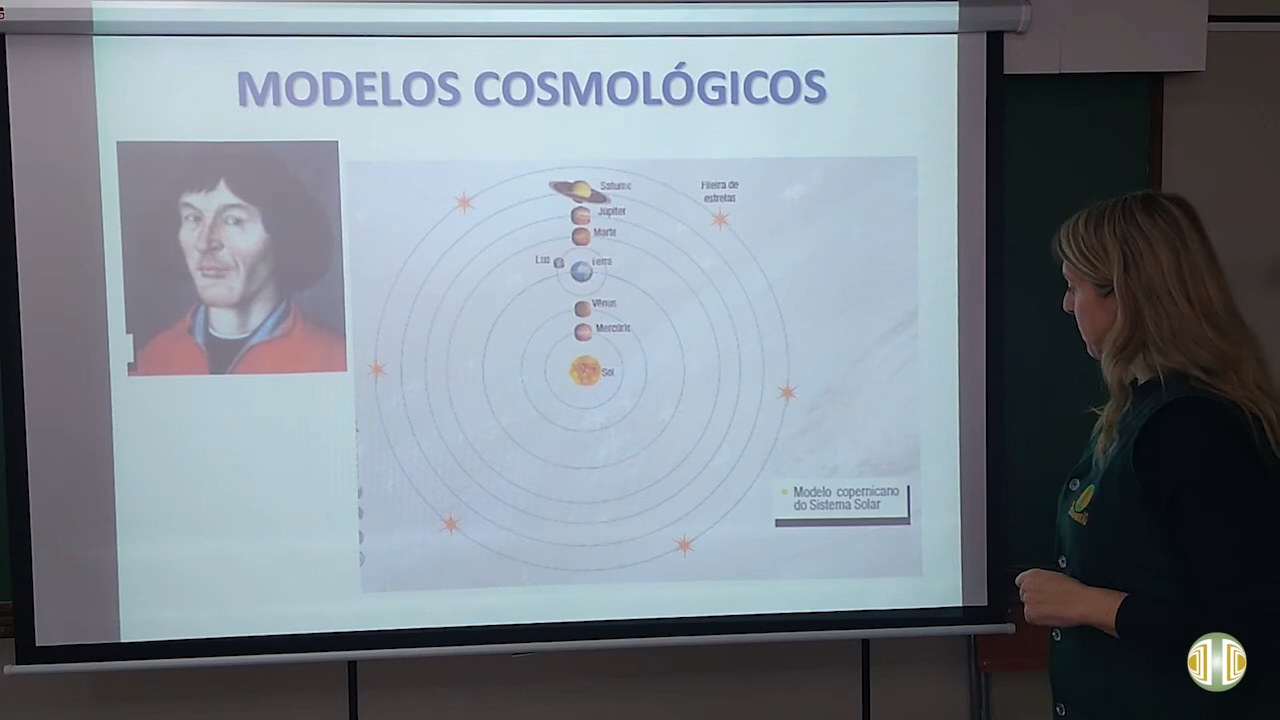 MODELOS COSMOLÓGICOS
Saturno
Fileira de
estrelas
Júpiter
Marte
Lua
Terra
Vênus
Mercúrio
Sol
Modelo copernicano
do Sistema Solar